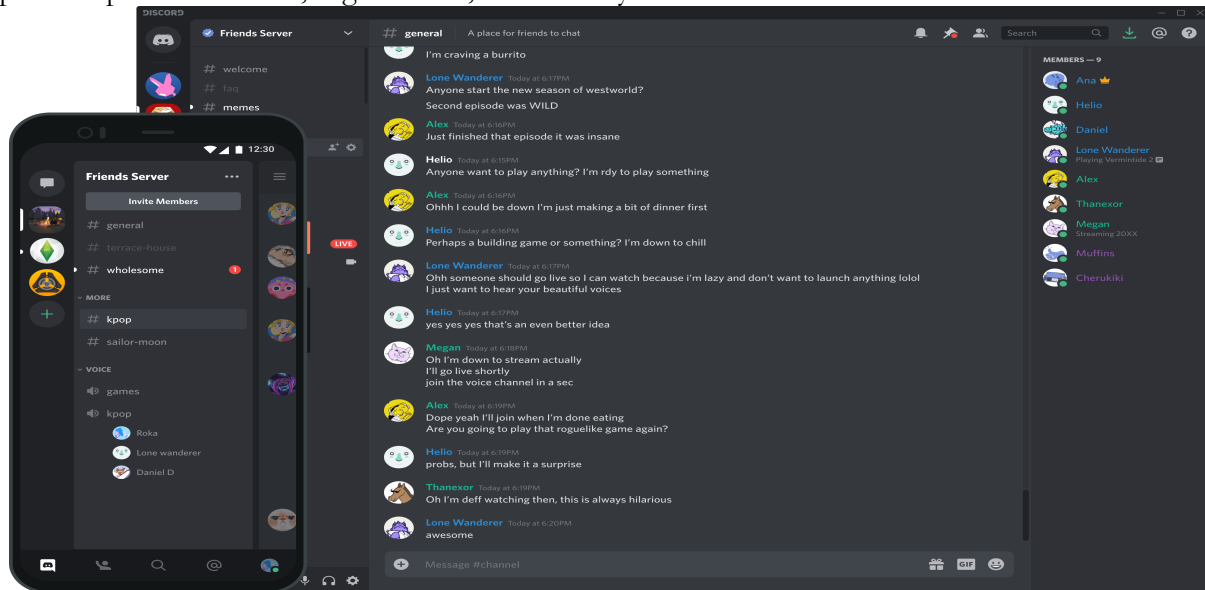 DISCORD
Friends Server
# general
A place for friends to chat
Search
# welcome
# faq
# memes
I'm craving a burrito
Lone Wanderer Today at 6:17PM
Anyone start the new season of westworld?
Second episode was WILD
Alex Today at 6:16PM
Just finished that episode it was insane
Helio Today at 6:15PM
Anyone want to play anything? I'm rdy to play something
Alex Today at 6:16PM
Ohhh I could be down I'm just making a bit of dinner first
Helio Today at 6:16PM
Perhaps a building game or something? I'm down to chill
Lone Wanderer Today at 6:17PM
Ohh someone should go live so I can watch because i'm lazy and don't want to launch anything lolol
I just want to hear your beautiful voices
Helio Today at 6:17PM
yes yes yes that's an even better idea
Megan Today at 6:18PM
Oh I'm down to stream actually
I'll go live shortly
join the voice channel in a sec
Alex Today at 6:19PM
Dope yeah I'll join when I'm done eating
Are you going to play that roguelike game again?
Helio Today at 6:19PM
probs, but I'll make it a surprise
Thanexor Today at 6:19PM
Oh I'm deff watching then, this is always hilarious
Lone Wanderer Today at 6:20PM
awesome
Message #channel
GIF
MEMBERS — 9
Ana
Helio
Daniel
Lone Wanderer
Playing Vermintide 2
Alex
Thanexor
Megan
Streaming 20XX
Muffins
Cherukiki
LIVE
12:30
Friends Server
Invite Members
# general
# terrace-house
# wholesome 1
MORE
# kpop
# sailor-moon
VOICE
games
kpop
Roka
Lone wanderer
Daniel D